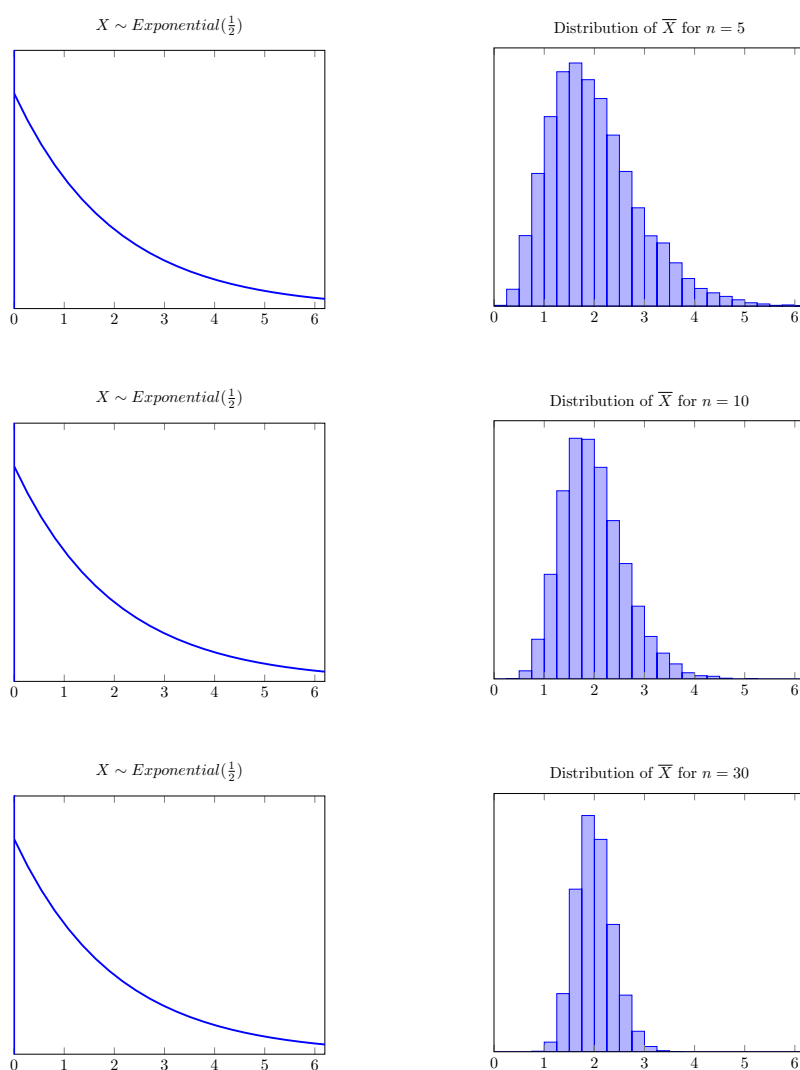 X ∼ Exponential(1/2)
Distribution of X̅ for n = 5
0 1 2 3 4 5 6
0 1 2 3 4 5 6
X ∼ Exponential(1/2)
Distribution of X̅ for n = 10
0 1 2 3 4 5 6
0 1 2 3 4 5 6
X ∼ Exponential(1/2)
Distribution of X̅ for n = 30
0 1 2 3 4 5 6
0 1 2 3 4 5 6